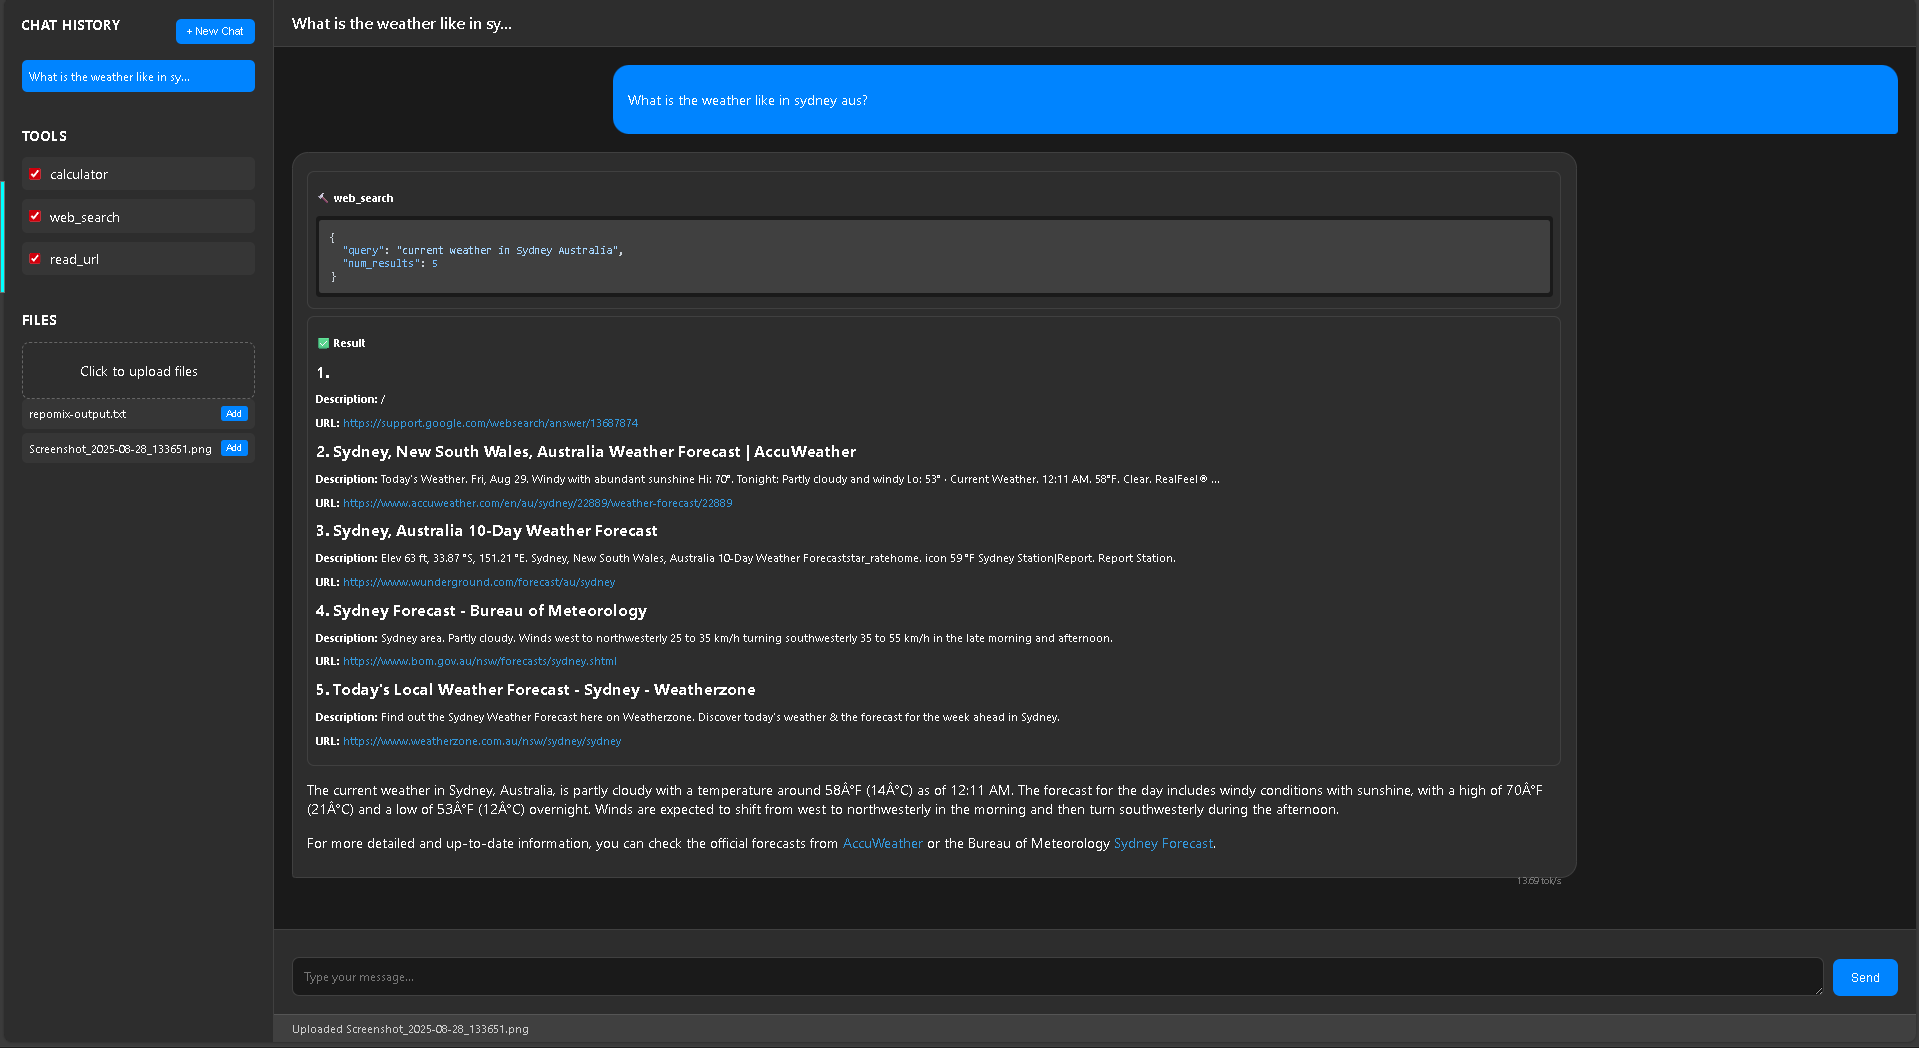 CHAT HISTORY
+ New Chat
What is the weather like in sy...
TOOLS
calculator
web_search
read_url
FILES
Click to upload files
repomix-output.txt
Add
Screenshot_2025-08-28_133651.png
Add
What is the weather like in sy...
What is the weather like in sydney aus?
web_search
{
"query": "current weather in Sydney Australia",
"num_results": 5
}
Result
1.
Description: /
URL: https://support.google.com/websearch/answer/13687874
2. Sydney, New South Wales, Australia Weather Forecast | AccuWeather
Description: Today's Weather. Fri, Aug 29. Windy with abundant sunshine Hi: 70°. Tonight: Partly cloudy and windy Lo: 53° · Current Weather. 12:11 AM. 58°F. Clear. RealFeel® ...
URL: https://www.accuweather.com/en/au/sydney/22889/weather-forecast/22889
3. Sydney, Australia 10-Day Weather Forecast
Description: Elev 63 ft, 33.87 °S, 151.21 °E. Sydney, New South Wales, Australia 10-Day Weather Forecaststar_ratehome. icon 59 °F Sydney Station|Report. Report Station.
URL: https://www.wunderground.com/forecast/au/sydney
4. Sydney Forecast - Bureau of Meteorology
Description: Sydney area. Partly cloudy. Winds west to northwesterly 25 to 35 km/h turning southwesterly 35 to 55 km/h in the late morning and afternoon.
URL: https://www.bom.gov.au/nsw/forecasts/sydney.shtml
5. Today's Local Weather Forecast - Sydney - Weatherzone
Description: Find out the Sydney Weather Forecast here on Weatherzone. Discover today's weather & the forecast for the week ahead in Sydney.
URL: https://www.weatherzone.com.au/nsw/sydney/sydney
The current weather in Sydney, Australia, is partly cloudy with a temperature around 58Â°F (14Â°C) as of 12:11 AM. The forecast for the day includes windy conditions with sunshine, with a high of 70Â°F
(21Â°C) and a low of 53Â°F (12Â°C) overnight. Winds are expected to shift from west to northwesterly in the morning and then turn southwesterly during the afternoon.
For more detailed and up-to-date information, you can check the official forecasts from AccuWeather or the Bureau of Meteorology Sydney Forecast.
13.69 tok/s
Type your message...
Send
Uploaded Screenshot_2025-08-28_133651.png